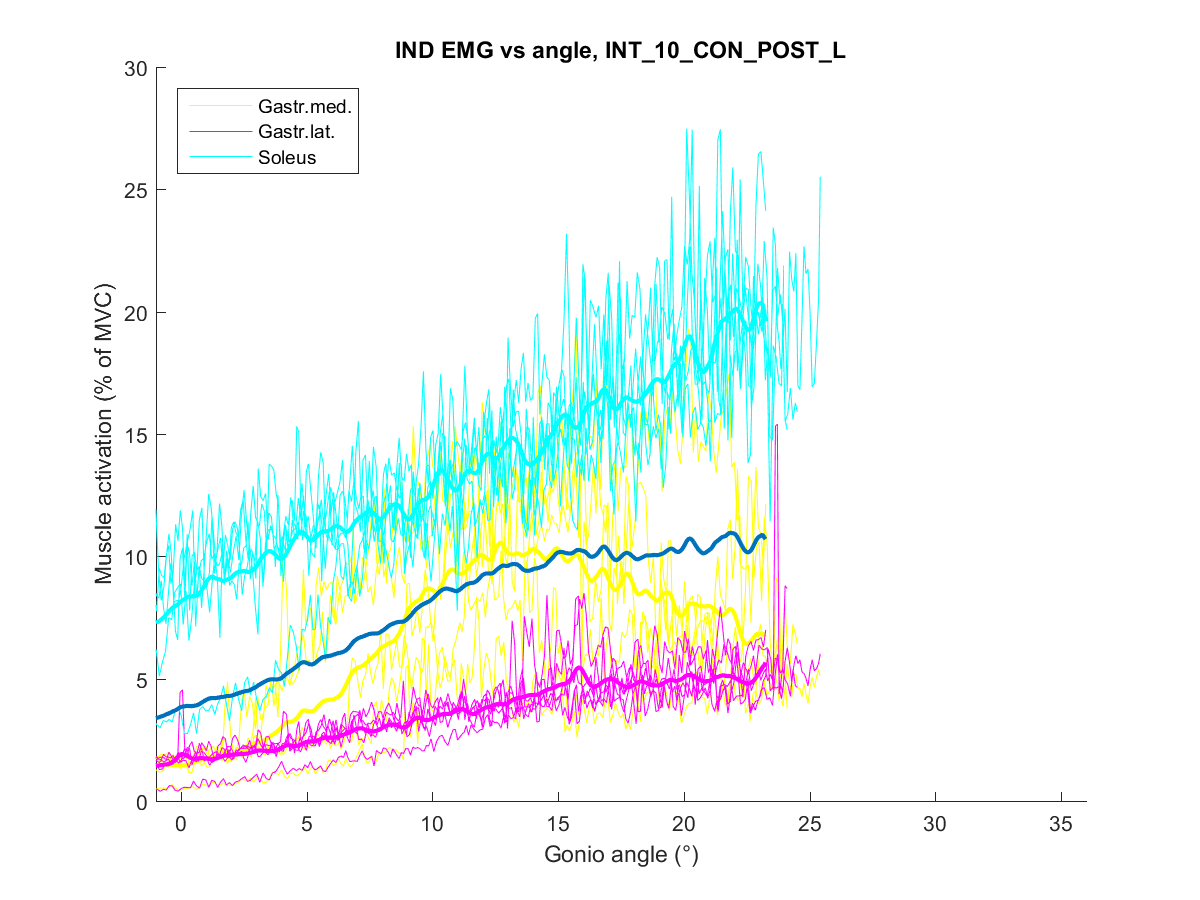 IND EMG vs angle, INT_10_CON_POST_L
30
25
20
15
10
5
0
Muscle activation (% of MVC)
Gastr.med.
Gastr.lat.
Soleus
0 5 10 15 20 25 30 35
Gonio angle (°)